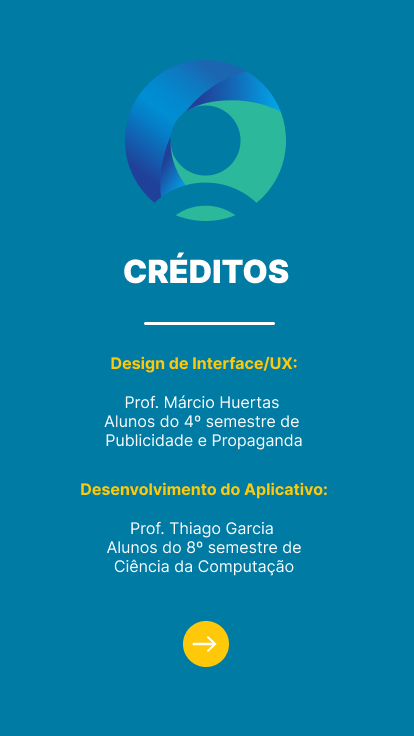 CRÉDITOS
Design de Interface/UX:
Prof. Márcio Huertas
Alunos do 4º semestre de
Publicidade e Propaganda
Desenvolvimento do Aplicativo:
Prof. Thiago Garcia
Alunos do 8º semestre de
Ciência da Computação